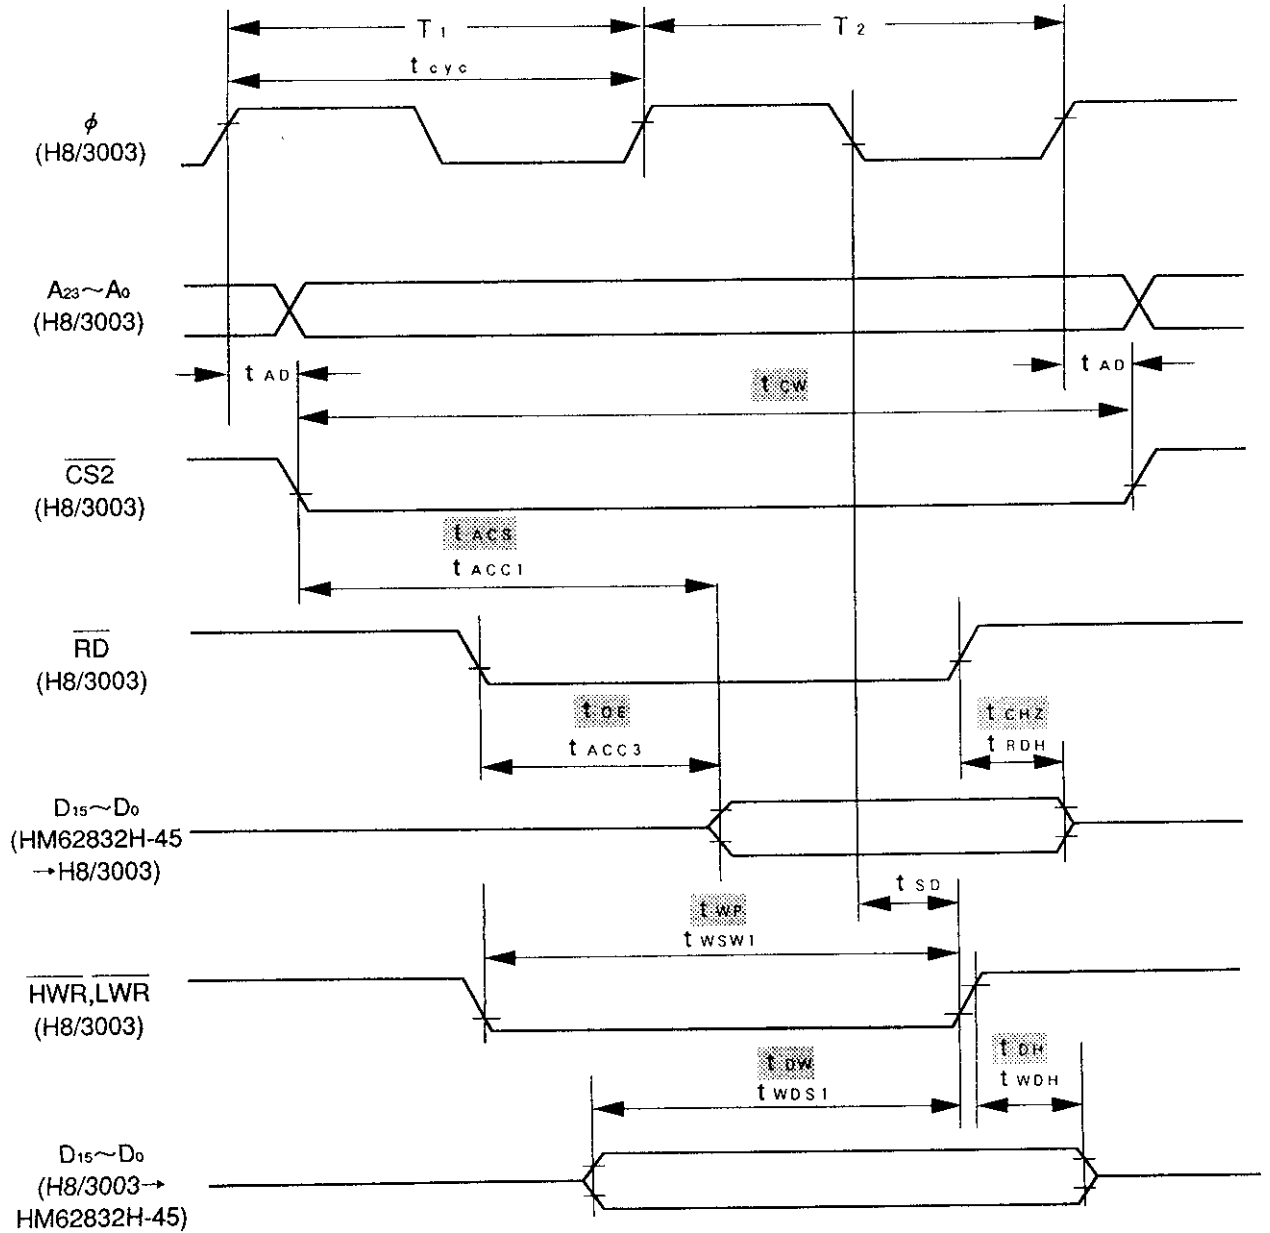 T1
T2
tcyc
φ
(H8/3003)
A23~A0
(H8/3003)
tAD
tAD
tCW
CS2
(H8/3003)
tACS
tACC1
RD
(H8/3003)
tOE
tACC3
tCHZ
tRDH
D15~D0
(HM62832H-45
→H8/3003)
tSD
tWP
tWSW1
HWR,LWR
(H8/3003)
tDW
tWDS1
tDH
tWDH
D15~D0
(H8/3003→
HM62832H-45)